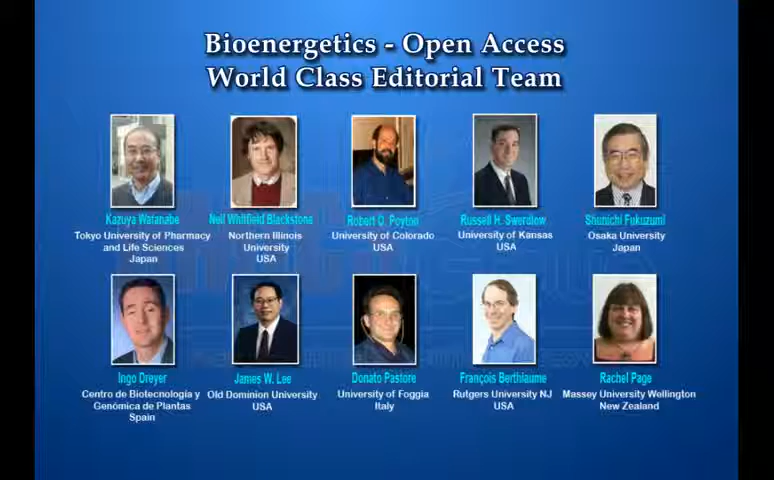 Bioenergetics - Open Access
World Class Editorial Team
Kazuya Watanabe
Tokyo University of Pharmacy
and Life Sciences
Japan
Neil Whitfield Blackstone
Northern Illinois
University
USA
Robert O. Poyton
University of Colorado
USA
Russell H. Swerdlow
University of Kansas
USA
Shunichi Fukuzumi
Osaka University
Japan
Ingo Dreyer
Centro de Biotecnología y
Genómica de Plantas
Spain
James W. Lee
Old Dominion University
USA
Donato Pastore
University of Foggia
Italy
François Berthiaume
Rutgers University NJ
USA
Rachel Page
Massey University Wellington
New Zealand